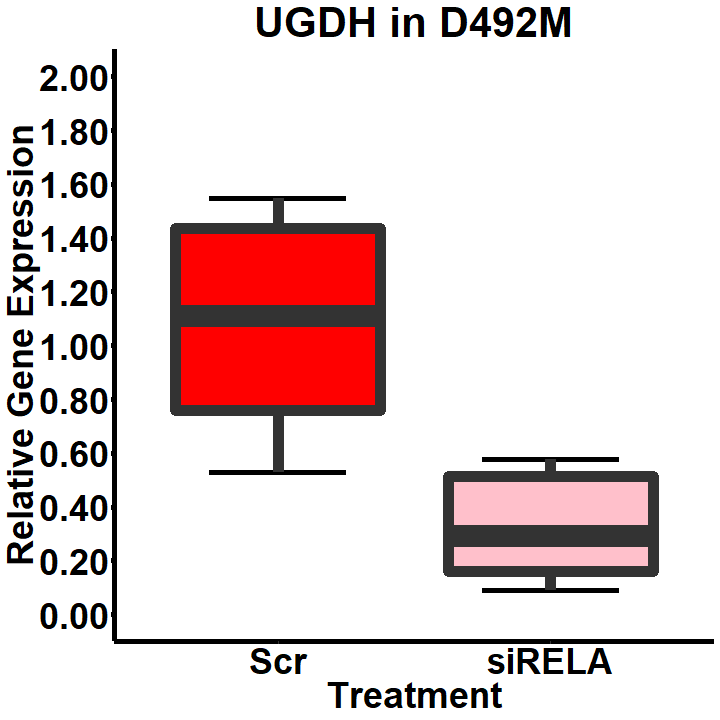 UGDH in D492M
Relative Gene Expression
2.00
1.80
1.60
1.40
1.20
1.00
0.80
0.60
0.40
0.20
0.00
Scr
siRELA
Treatment